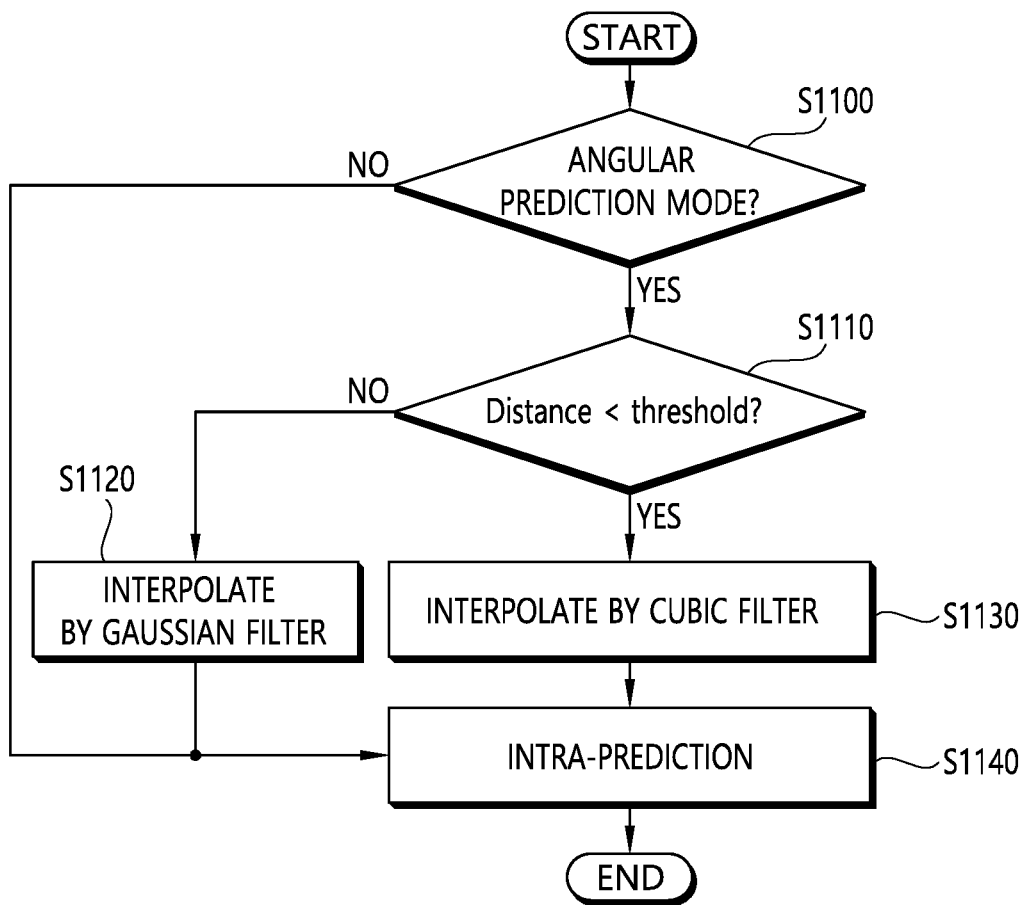 START
S1100
ANGULAR
PREDICTION MODE?
NO
YES
S1110
Distance < threshold?
NO
YES
S1120
INTERPOLATE
BY GAUSSIAN FILTER
INTERPOLATE BY CUBIC FILTER
S1130
INTRA-PREDICTION
S1140
END